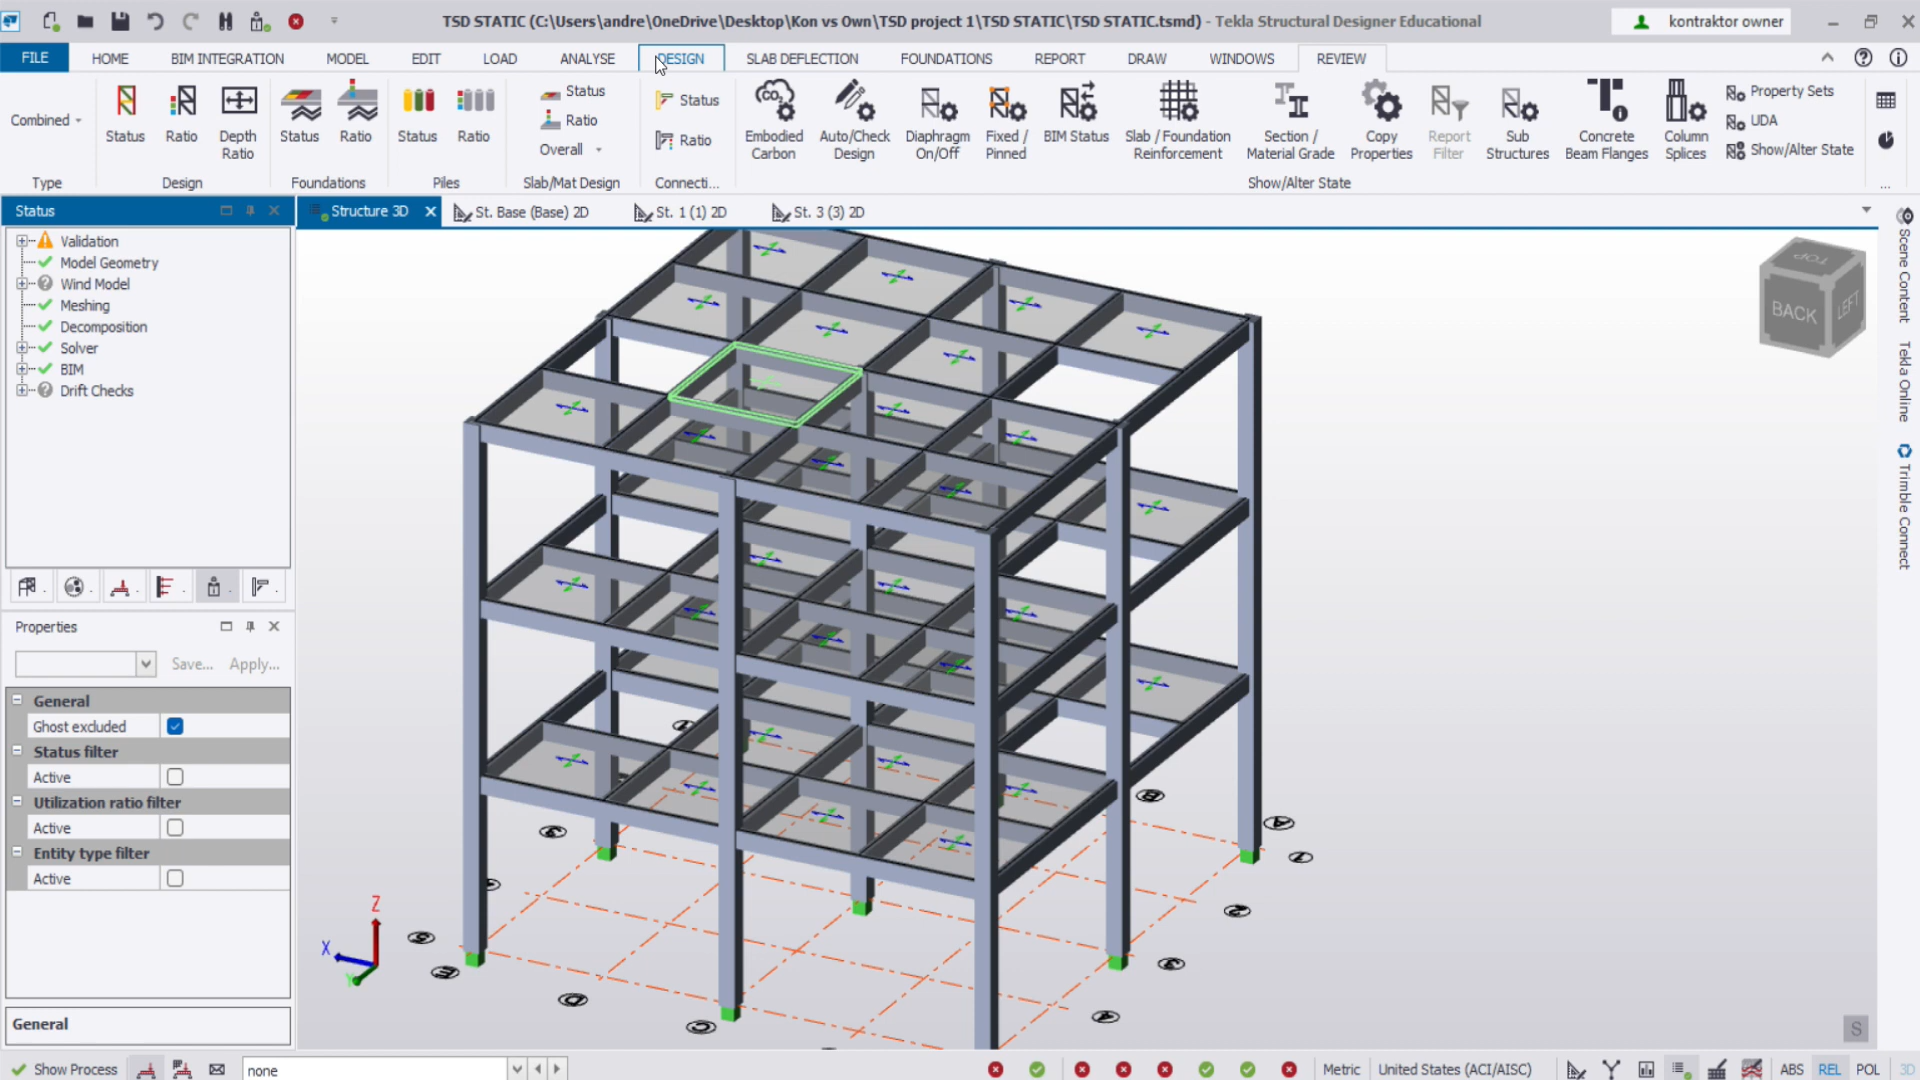 TSD STATIC (C:\Users\andre\OneDrive\Desktop\Kon vs Own\TSD project 1\TSD STATIC\TSD STATIC.tsmd) - Tekla Structural Designer Educational
kontraktor owner
FILE HOME BIM INTEGRATION MODEL EDIT LOAD ANALYSE DESIGN SLAB DEFLECTION FOUNDATIONS REPORT DRAW WINDOWS REVIEW
Combined
Type
Status
Ratio
Depth
Ratio
Design
Status
Ratio
Foundations
Status
Ratio
Piles
Status
Ratio
Overall
Slab/Mat Design
Status
Ratio
Connecti...
Embodied
Carbon
Auto/Check
Design
Diaphragm
On/Off
Fixed /
Pinned
BIM Status
Slab / Foundation
Reinforcement
Section /
Material Grade
Copy
Properties
Report
Filter
Sub
Structures
Concrete
Beam Flanges
Column
Splices
Property Sets
UDA
Show/Alter State
Show/Alter State
...
Status
Validation
Model Geometry
Wind Model
Meshing
Decomposition
Solver
BIM
Drift Checks
Properties
Save... Apply...
General
Ghost excluded
Status filter
Active
Utilization ratio filter
Active
Entity type filter
Active
General
Structure 3D
St. Base (Base) 2D
St. 1 (1) 2D
St. 3 (3) 2D
TOP
BACK
LEFT
Scene Content
Tekla Online
Trimble Connect
Z
X
Y
1
B
A
3
1
2
5
E
3
D
C
A
S
Show Process
none
Metric
United States (ACI/AISC)
ABS REL POL 3D